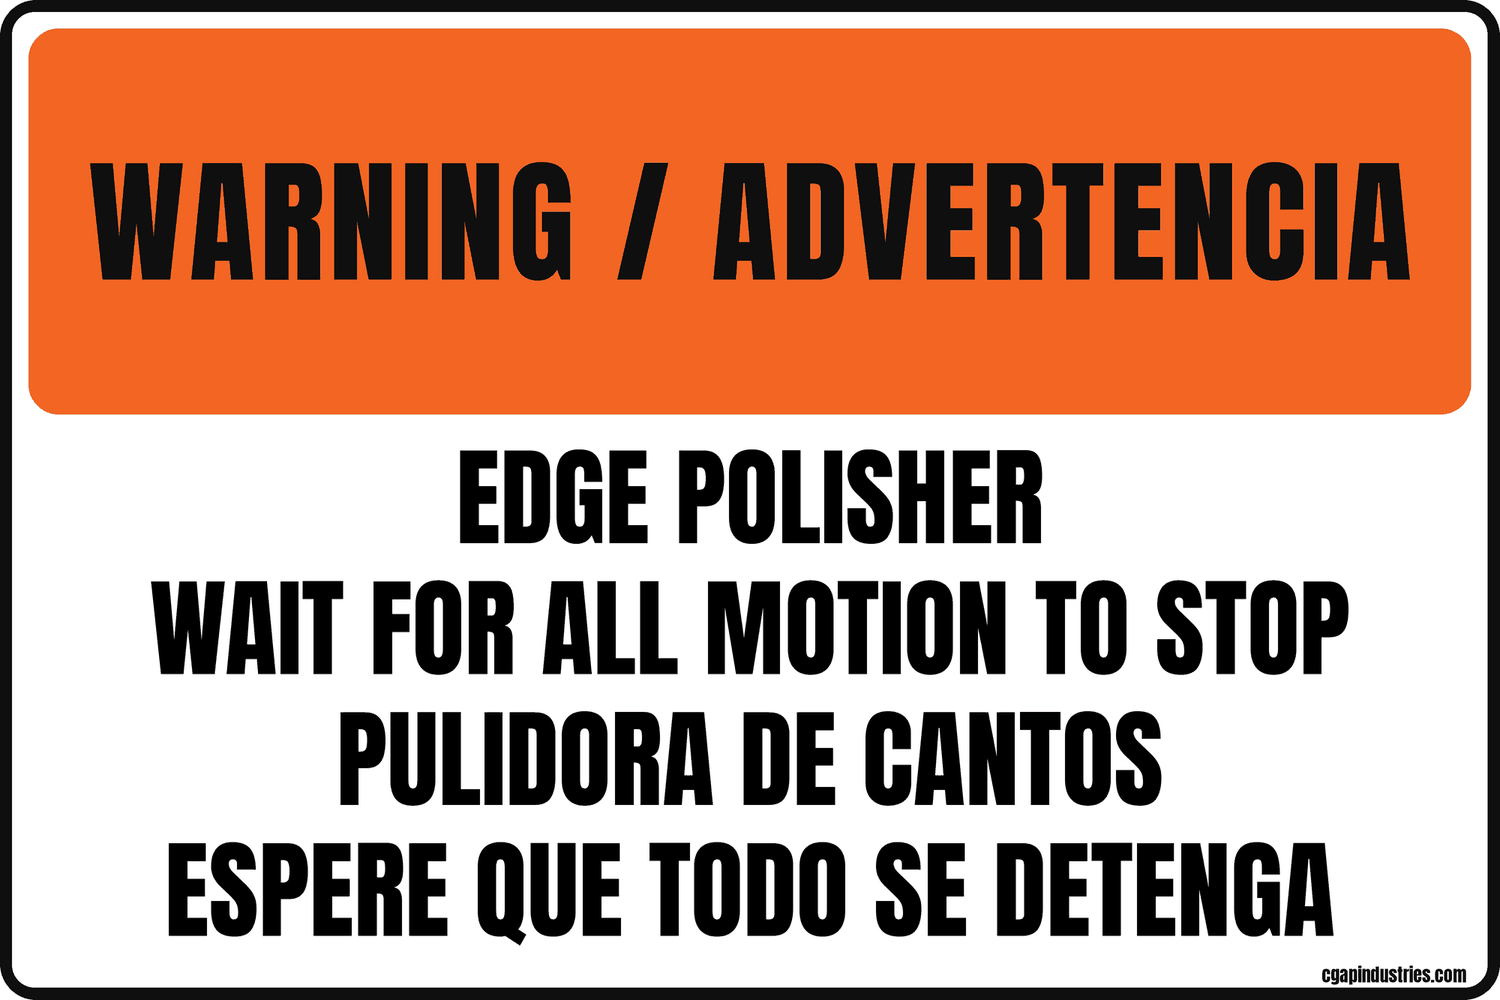 WARNING / ADVERTENCIA
EDGE POLISHER
WAIT FOR ALL MOTION TO STOP
PULIDORA DE CANTOS
ESPERE QUE TODO SE DETENGA
cgapindustries.com